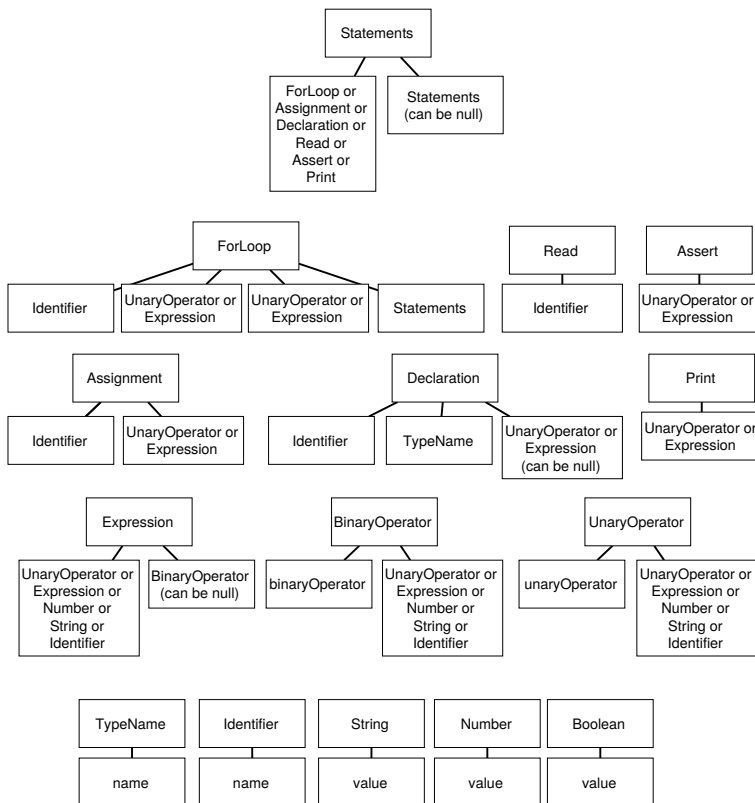 Statements
ForLoop or
Assignment or
Declaration or
Read or
Assert or
Print
Statements
(can be null)
ForLoop
Identifier
UnaryOperator or
Expression
UnaryOperator or
Expression
Statements
Read
Identifier
Assert
UnaryOperator or
Expression
Assignment
Identifier
UnaryOperator or
Expression
Declaration
Identifier
TypeName
UnaryOperator or
Expression
(can be null)
Print
UnaryOperator or
Expression
Expression
UnaryOperator or
Expression or
Number or
String or
Identifier
BinaryOperator
(can be null)
BinaryOperator
binaryOperator
UnaryOperator or
Expression or
Number or
String or
Identifier
UnaryOperator
unaryOperator
UnaryOperator or
Expression or
Number or
String or
Identifier
TypeName
name
Identifier
name
String
value
Number
value
Boolean
value